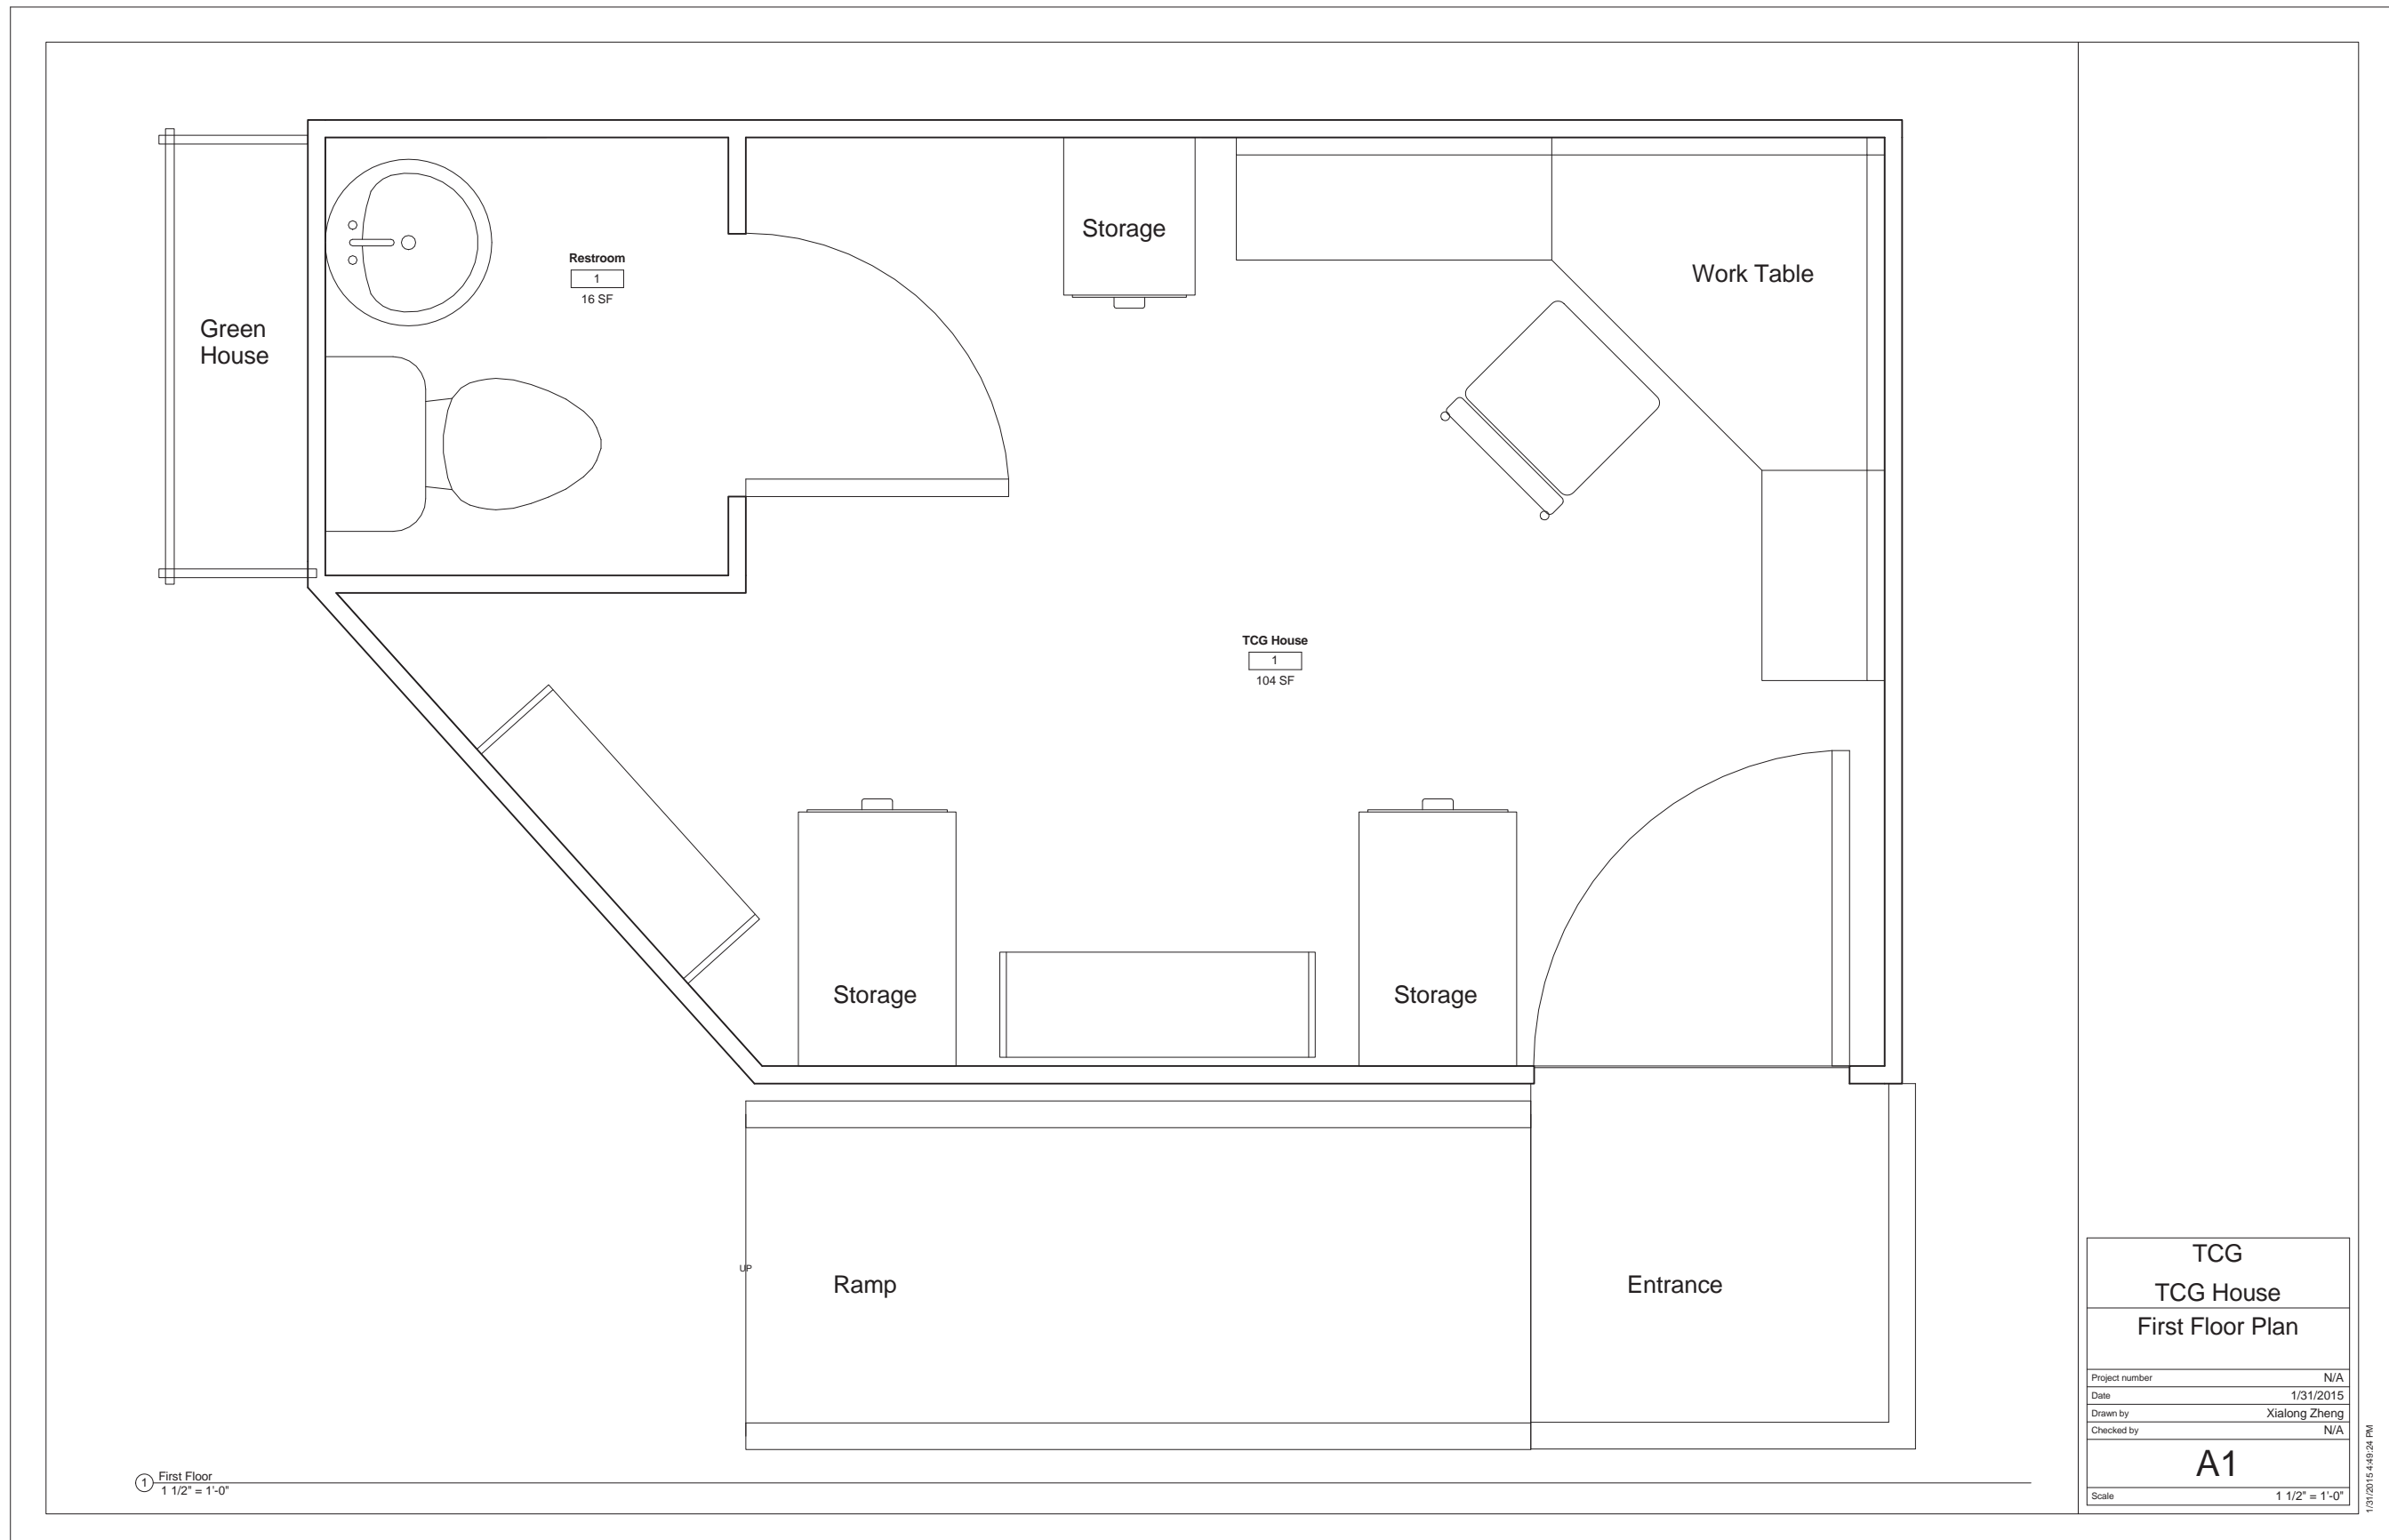 Storage
Restroom
1
16 SF
Work Table
Green
House
TCG House
1
104 SF
Storage
Storage
UP
Ramp
Entrance
1
First Floor
1 1/2" = 1'-0"
TCG
TCG House
First Floor Plan
Project number N/A
Date 1/31/2015
Drawn by Xialong Zheng
Checked by N/A
A1
Scale 1 1/2" = 1'-0"
1/31/2015 4:49:24 PM